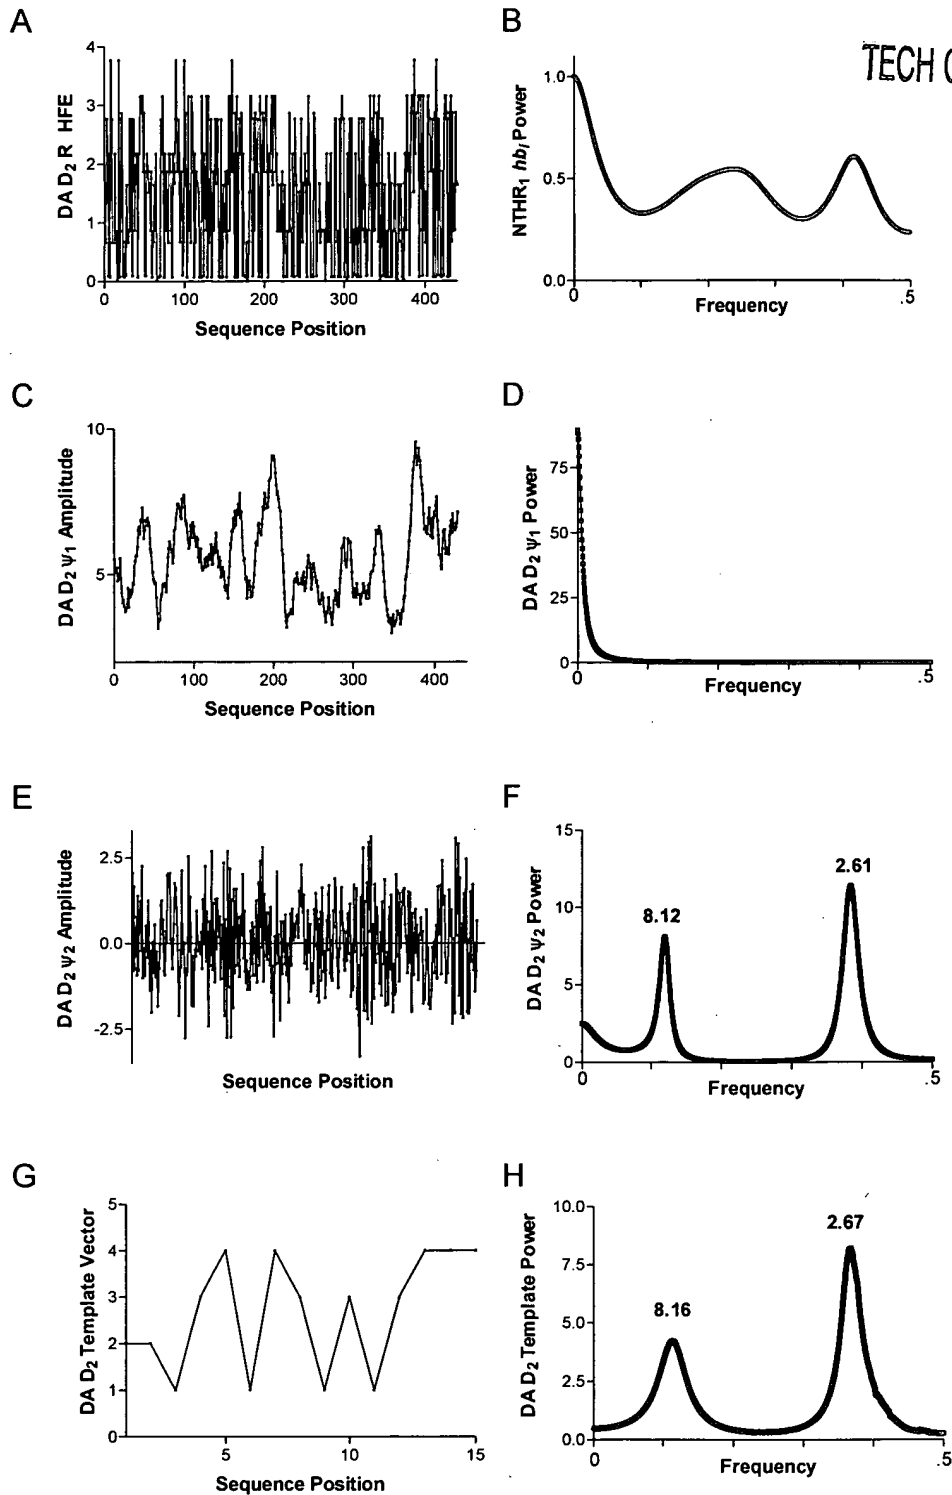 A
DA D2 R HFE
4
3
2
1
0
0 100 200 300 400
Sequence Position
B
TECH
NTHR1 hbi Power
1.0
0.5
0.0
0 .5
Frequency
C
DA D2 ψ1 Amplitude
10
5
0 100 200 300 400
Sequence Position
D
DA D2 ψ1 Power
75
50
25
0
0 .5
Frequency
E
DA D2 ψ2 Amplitude
2.5
0.0
-2.5
Sequence Position
F
DA D2 ψ2 Power
15
10
5
0
8.12
2.61
0 .5
Frequency
G
DA D2 Template Vector
5
4
3
2
1
0
5 10 15
Sequence Position
H
DA D2 Template Power
10.0
7.5
5.0
2.5
0.0
8.16
2.67
0 .5
Frequency